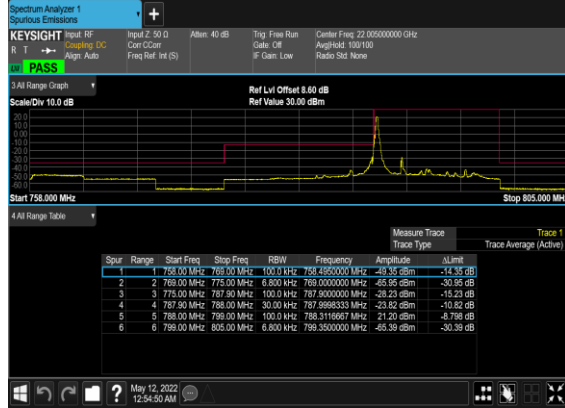 Spectrum Analyzer 1
Spurious Emissions
+
KEYSIGHT Input: RF Input Z: 50 Ω Atten: 40 dB Trig: Free Run Center Freq: 22.005000000 GHz
R T Coupling: DC Corr CCorr Gate: Off Avg|Hold: 100/100
Align: Auto Freq Ref: Int (S) IF Gain: Low Radio Std: None
PASS
3 All Range Graph
Ref Lvl Offset 8.60 dB
Scale/Div 10.0 dB Ref Value 30.00 dBm
20.0
10.0
0.00
-10.0
-20.0
-30.0
-40.0
-50.0
-60.0
Start 758.000 MHz Stop 805.000 MH
4 All Range Table
Measure Trace Trace 1
Trace Type Trace Average (Active)
Spur Range Start Freq Stop Freq RBW Frequency Amplitude ΔLimit
1 1 758.00 MHz 769.00 MHz 100.0 kHz 758.4950000 MHz -49.35 dBm -14.35 dB
2 2 769.00 MHz 775.00 MHz 6.800 kHz 769.0000000 MHz -65.95 dBm -30.95 dB
3 3 775.00 MHz 787.90 MHz 100.0 kHz 787.9000000 MHz -28.23 dBm -15.23 dB
4 4 787.90 MHz 788.00 MHz 30.00 kHz 787.9998333 MHz -23.82 dBm -10.82 dB
5 5 788.00 MHz 799.00 MHz 100.0 kHz 788.3116667 MHz 21.20 dBm -8.798 dB
6 6 799.00 MHz 805.00 MHz 6.800 kHz 799.3500000 MHz -65.39 dBm -30.39 dB
? May 12, 2022
12:54:50 AM